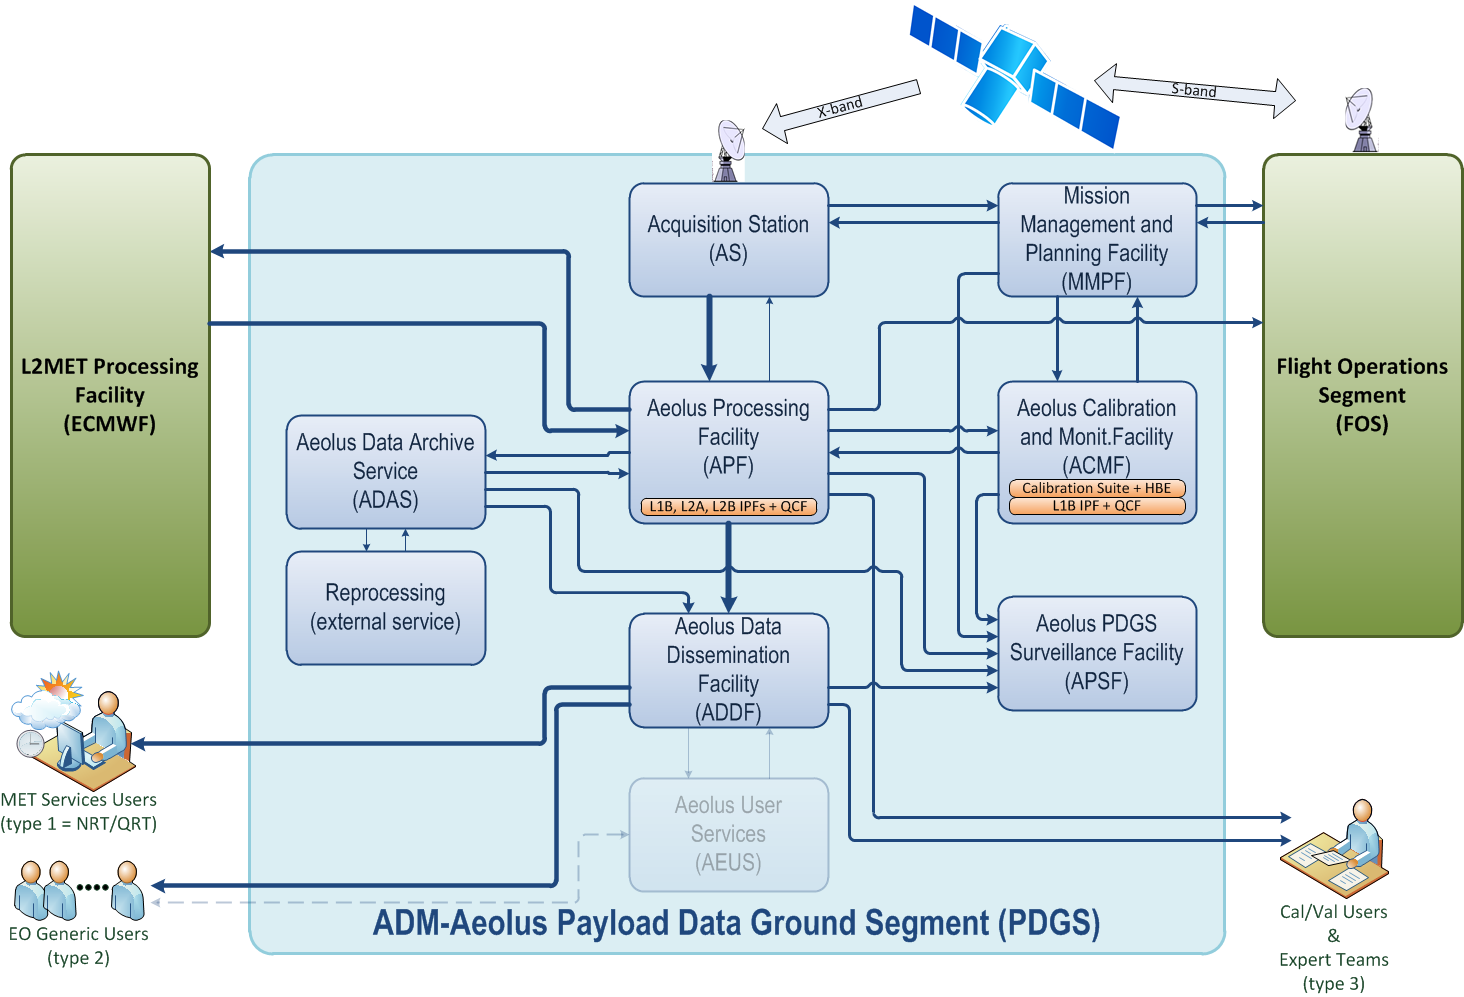 X-band
S-band
Acquisition Station
(AS)
Mission
Management and
Planning Facility
(MMPF)
L2MET Processing
Facility
(ECMWF)
Flight Operations
Segment
(FOS)
Aeolus Data Archive
Service
(ADAS)
Aeolus Processing
Facility
(APF)
L1B, L2A, L2B IPFs + QCF
Aeolus Calibration
and Monit.Facility
(ACMF)
Calibration Suite + HBE
L1B IPF + QCF
Reprocessing
(external service)
Aeolus Data
Dissemination
Facility
(ADDF)
Aeolus PDGS
Surveillance Facility
(APSF)
MET Services Users
(type 1 = NRT/QRT)
Aeolus User
Services
(AEUS)
EO Generic Users
(type 2)
ADM-Aeolus Payload Data Ground Segment (PDGS)
Cal/Val Users
&
Expert Teams
(type 3)